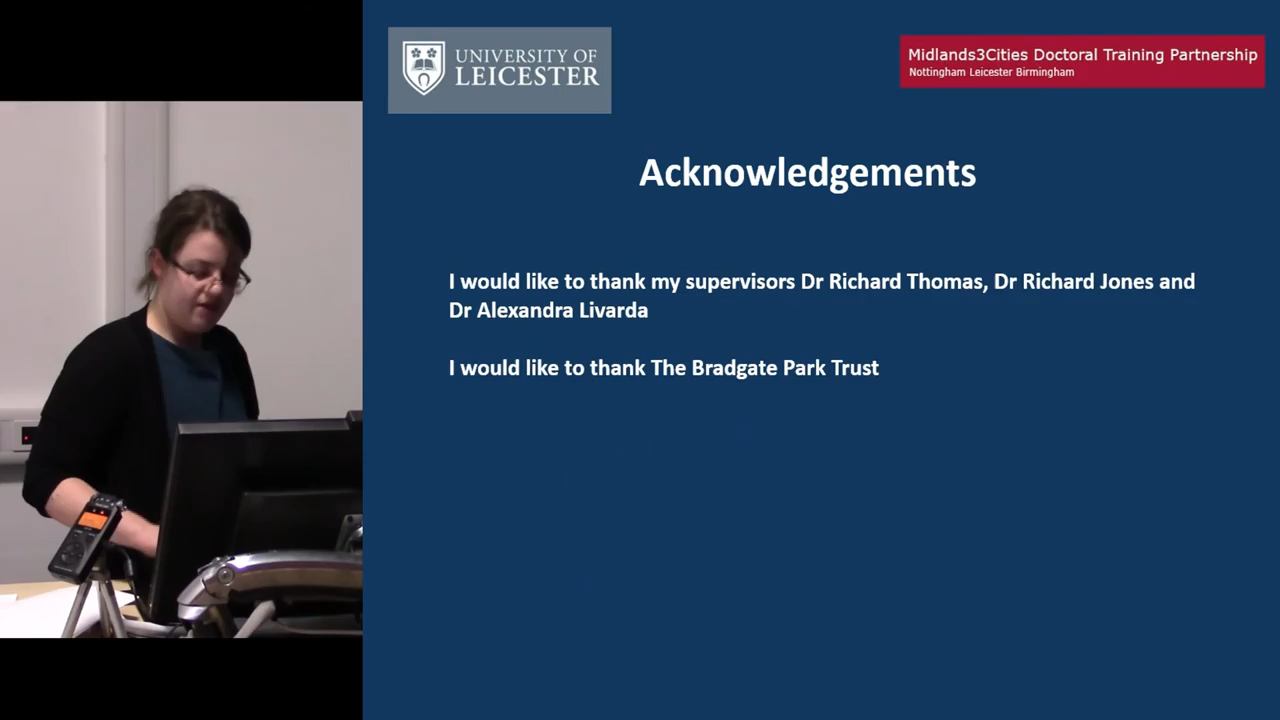 UNIVERSITY OF
LEICESTER
Midlands3Cities Doctoral Training Partnership
Nottingham Leicester Birmingham
Acknowledgements
I would like to thank my supervisors Dr Richard Thomas, Dr Richard Jones and
Dr Alexandra Livarda
I would like to thank The Bradgate Park Trust